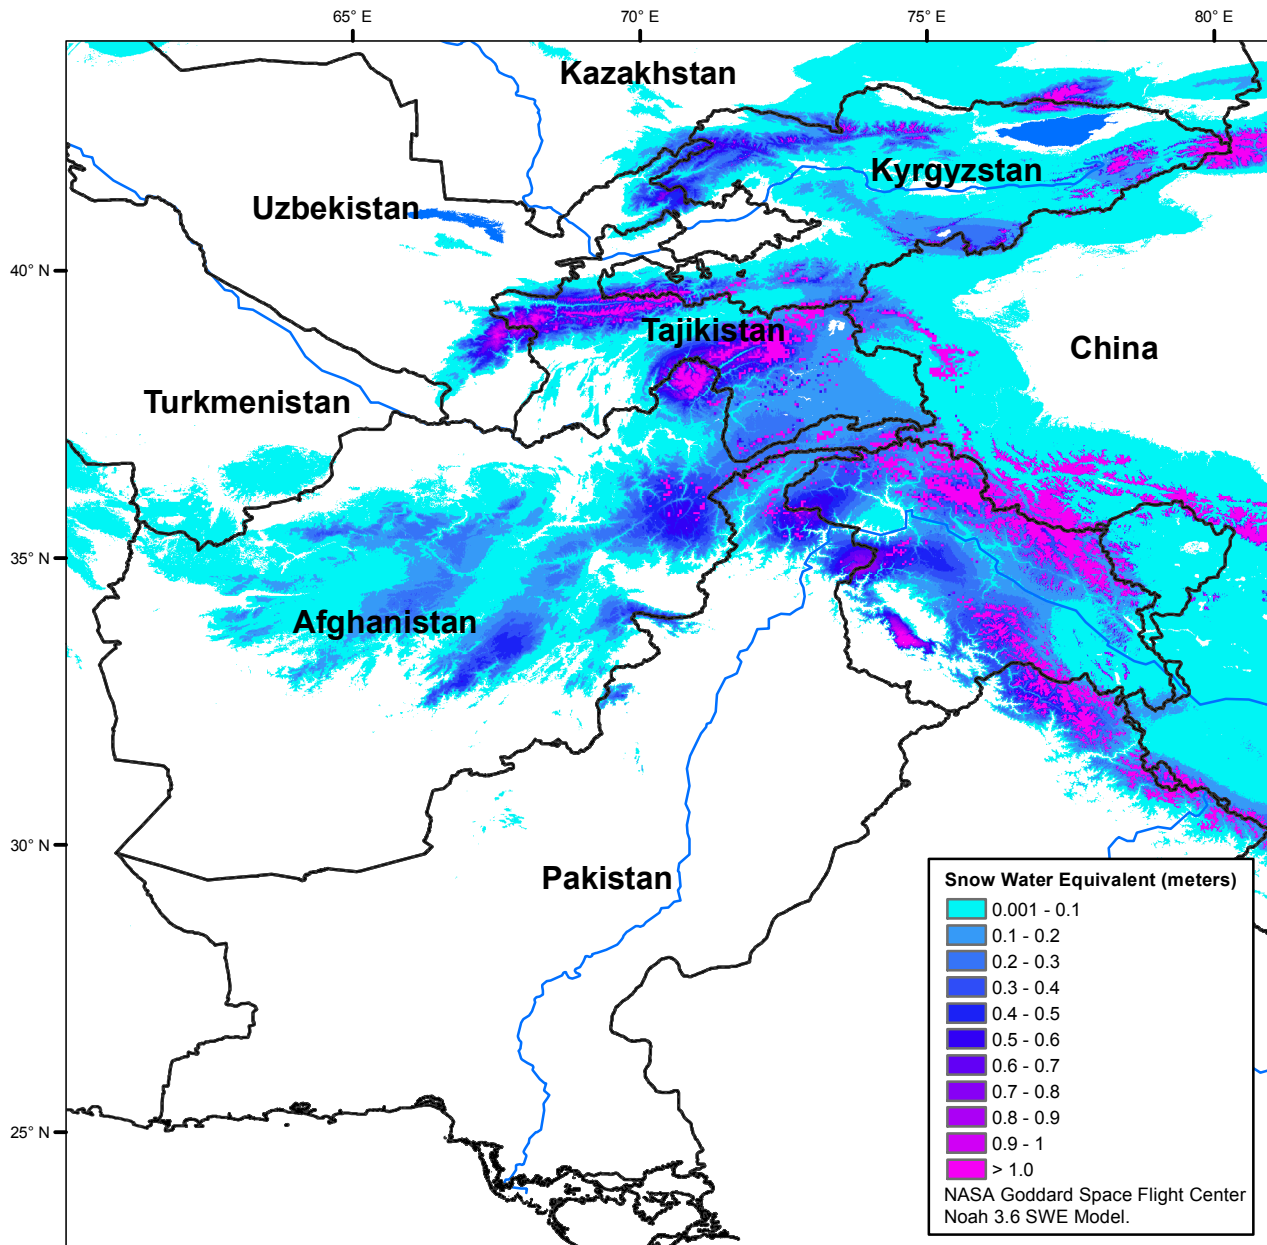 65° E 70° E 75° E 80° E
Kazakhstan
Kyrgyzstan
Uzbekistan
40° N
Tajikistan
China
Turkmenistan
35° N
Afghanistan
30° N
Pakistan
Snow Water Equivalent (meters)
0.001 - 0.1
0.1 - 0.2
0.2 - 0.3
0.3 - 0.4
0.4 - 0.5
0.5 - 0.6
0.6 - 0.7
0.7 - 0.8
0.8 - 0.9
0.9 - 1
> 1.0
25° N
NASA Goddard Space Flight Center
Noah 3.6 SWE Model.